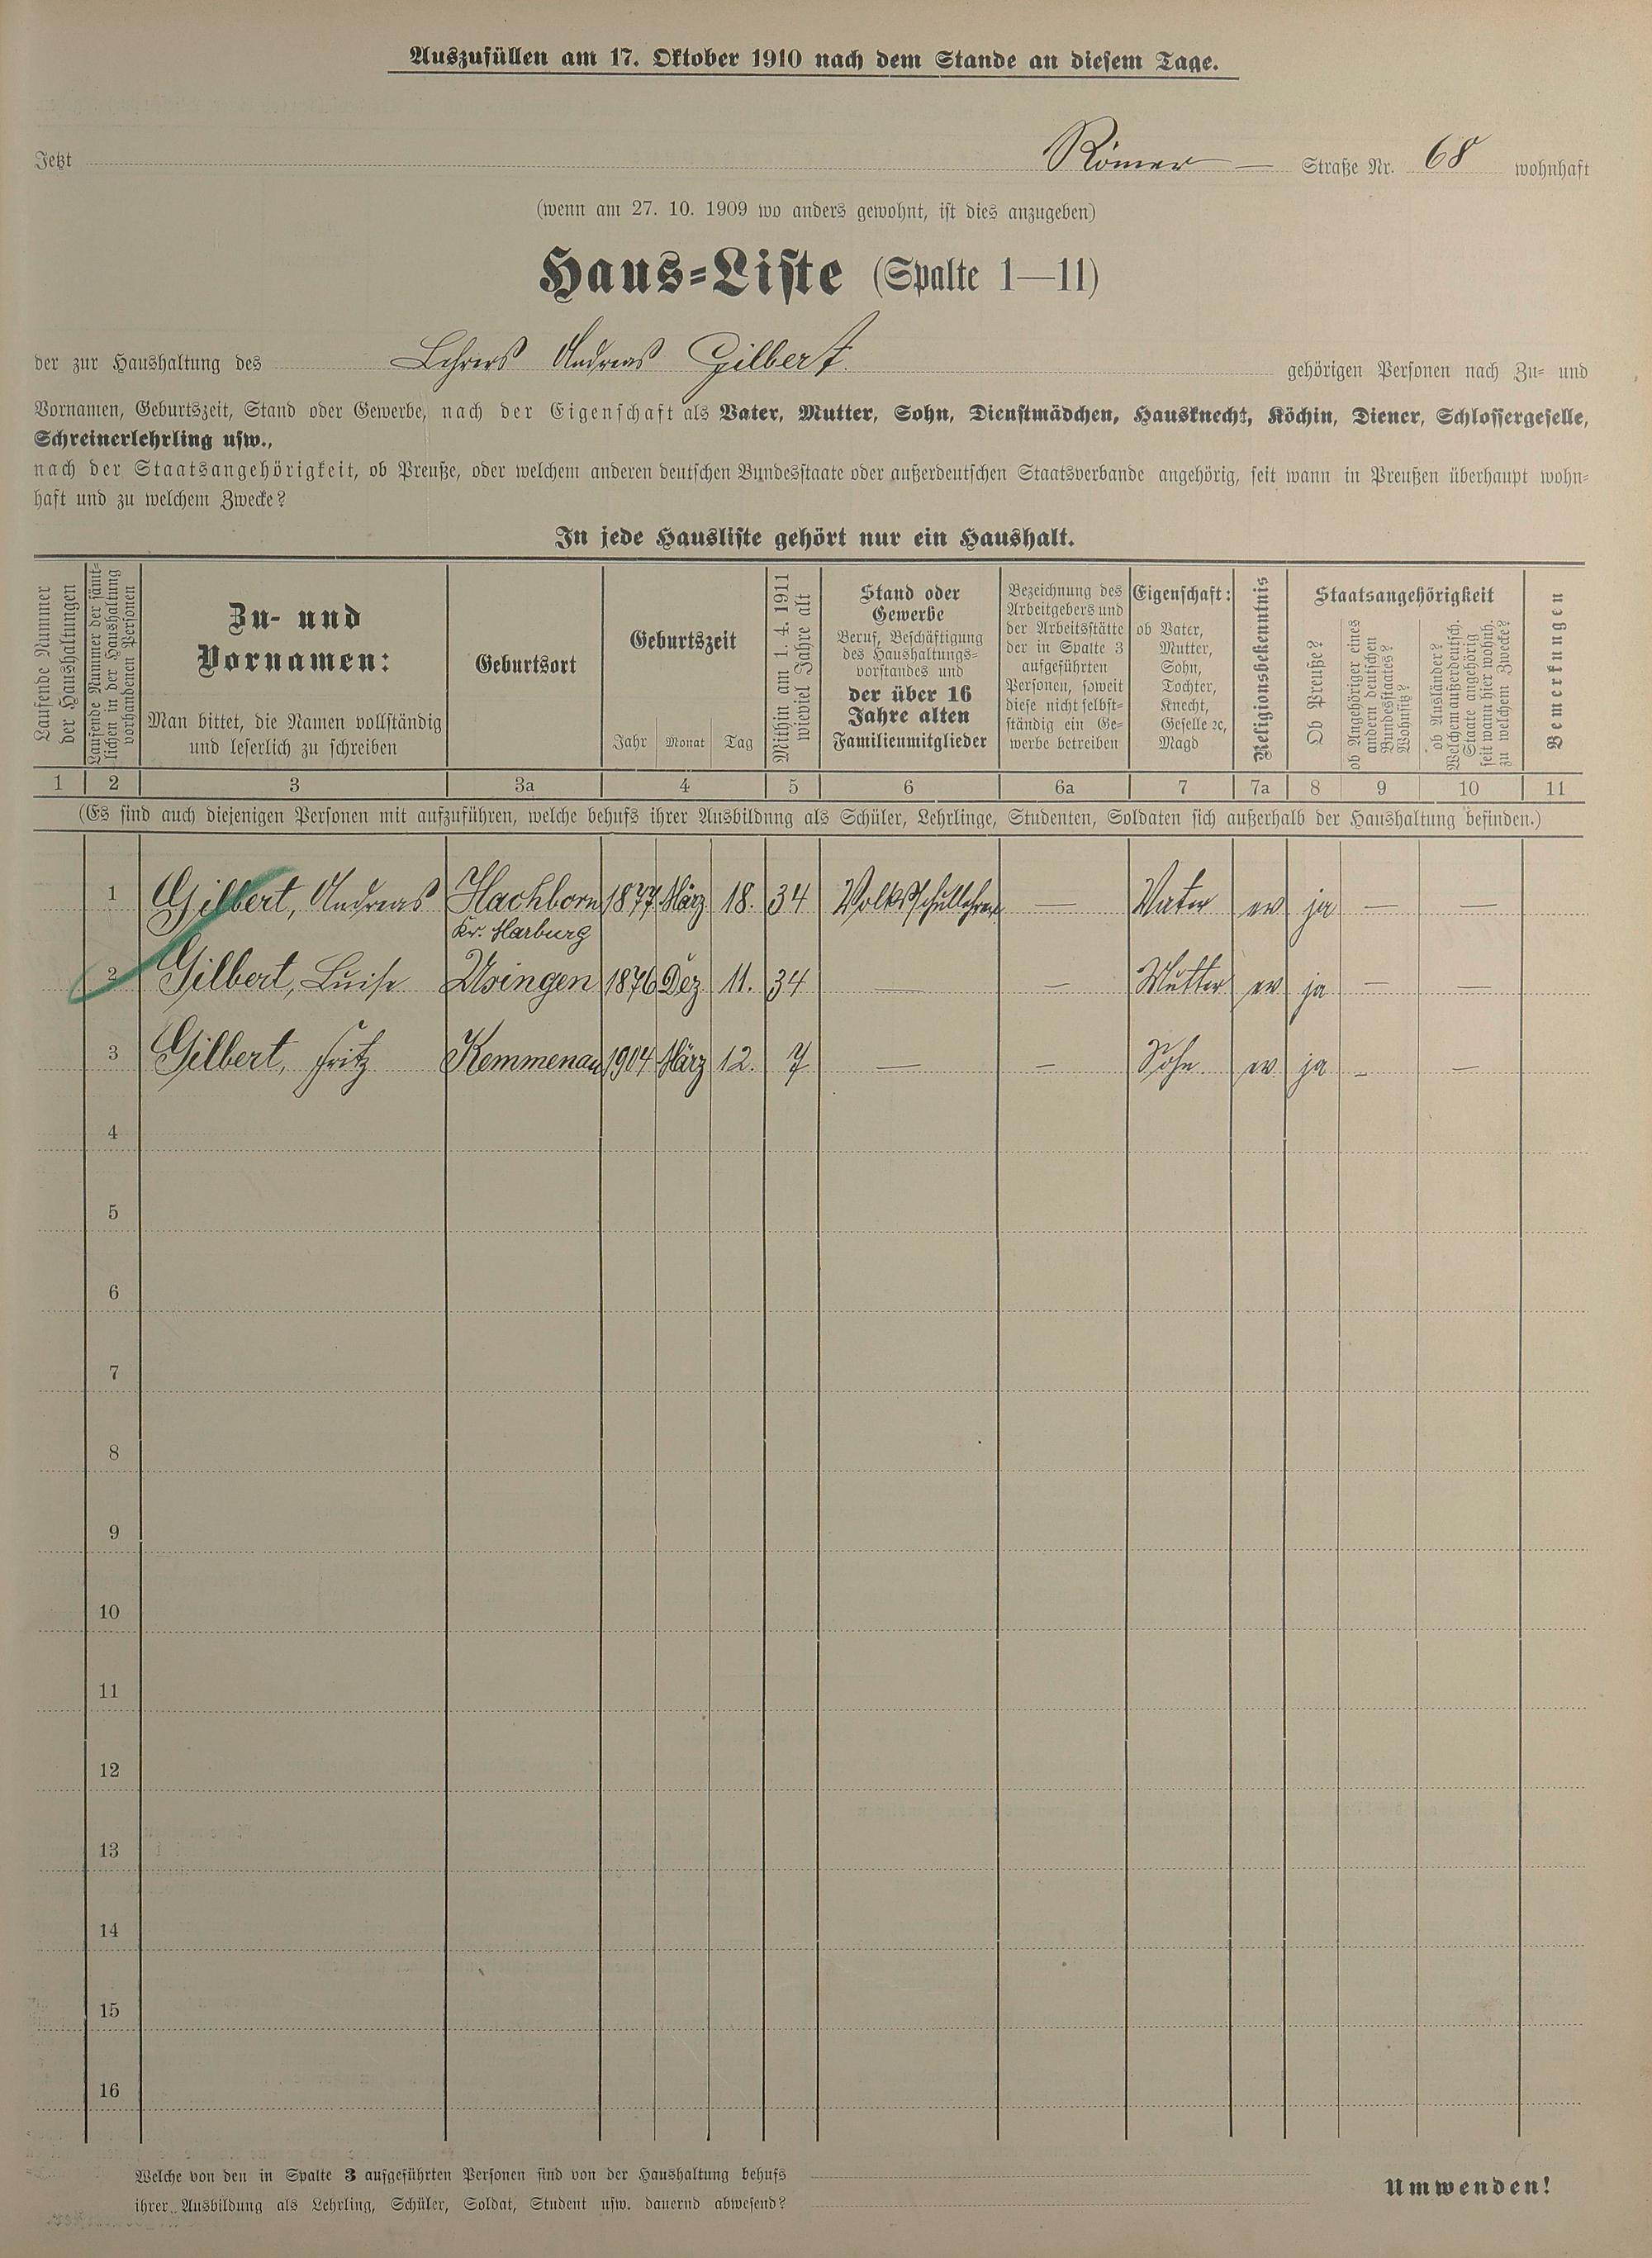 Auszufüllen am 17. Oktober 1910 nach dem Stande an diesem Tage.
Jetzt Römer — Straße Nr. 68 wohnhaft
(wenn am 27. 10. 1909 wo anders gewohnt, ist dies anzugeben)
Haus-Liste (Spalte 1—11)
der zur Haushaltung des Lehrers Andreas Gilbert. gehörigen Personen nach Zu- und
Vornamen, Geburtszeit, Stand oder Gewerbe, nach der Eigenschaft als Vater, Mutter, Sohn, Dienstmädchen, Hausknecht, Köchin, Diener, Schlossergeselle,
Schreinerlehrling usw.,
nach der Staatsangehörigkeit, ob Preuße, oder welchem anderen deutschen Bundesstaate oder außerdeutschen Staatsverbande angehörig, seit wann in Preußen überhaupt wohn-
haft und zu welchem Zwecke?
In jede Hausliste gehört nur ein Haushalt.
Laufende Nummer
der Haushaltungen
Laufende Nummer der sämt-
lichen in der Haushaltung
vorhandenen Personen
Zu- und
Vornamen:
Man bittet, die Namen vollständig
und leserlich zu schreiben
Geburtsort
Geburtszeit
Jahr Monat Tag
Mithin am 1. 4. 1911
wieviel Jahre alt
Stand oder
Gewerbe
Beruf, Beschäftigung
des Haushaltungs-
vorstandes und
der über 16
Jahre alten
Familienmitglieder
Bezeichnung des
Arbeitgebers und
der Arbeitsstätte
der in Spalte 3
aufgeführten
Personen, soweit
diese nicht selbst-
ständig ein Ge-
werbe betreiben
Eigenschaft:
ob Vater,
Mutter,
Sohn,
Tochter,
Knecht,
Geselle ꝛc,
Magd
Religionsbekenntnis
Staatsangehörigkeit
Ob Preuße?
ob Angehöriger eines
andern deutschen
Bundesstaates?
Wohnsitz?
ob Ausländer?
Welchem außerdeutsch.
Staate angehörig
seit wann hier wohnh.
zu welchem Zwecke?
Bemerkungen
1 2 3 3a 4 5 6 6a 7 7a 8 9 10 11
(Es sind auch diejenigen Personen mit aufzuführen, welche behufs ihrer Ausbildung als Schüler, Lehrlinge, Studenten, Soldaten sich außerhalb der Haushaltung befinden.)
1 Gilbert, Andreas Hachborn 1877 März 18. 34 Volksschullehrer — Vater ev ja — —
Kr. Marburg
2 Gilbert, Luise Usingen 1876 Dez 11. 34 — — Mutter ev ja — —
3 Gilbert, Fritz Kemmenau 1904 März 12. 7 — — Sohn ev ja — —
4
5
6
7
8
9
10
11
12
13
14
15
16
Welche von den in Spalte 3 aufgeführten Personen sind von der Haushaltung behufs
ihrer Ausbildung als Lehrling, Schüler, Soldat, Student usw. dauernd abwesend?
Umwenden!